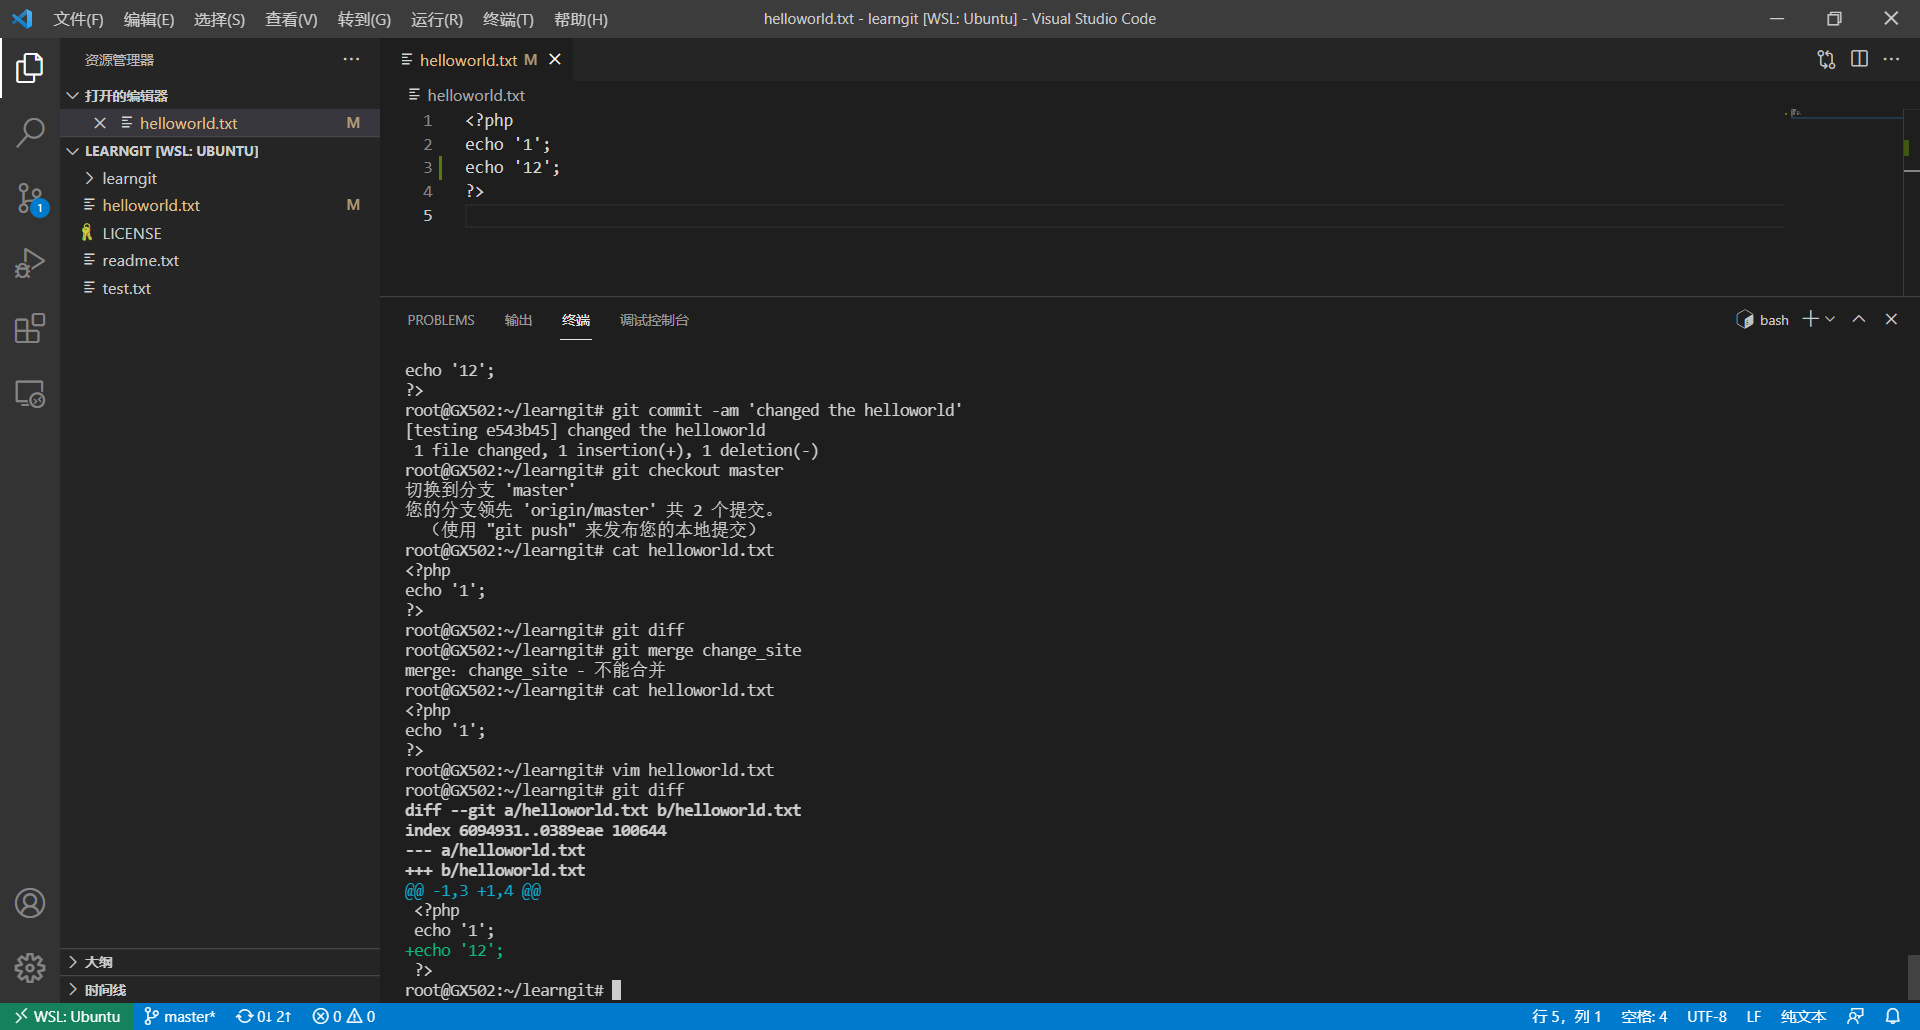 文件(F) 编辑(E) 选择(S) 查看(V) 转到(G) 运行(R) 终端(T) 帮助(H) helloworld.txt - learngit [WSL: Ubuntu] - Visual Studio Code
资源管理器
打开的编辑器
helloworld.txt M
LEARNGIT [WSL: UBUNTU]
learngit
helloworld.txt M
LICENSE
readme.txt
test.txt
大纲
时间线
1
helloworld.txt M
helloworld.txt
1 <?php
2 echo '1';
3 echo '12';
4 ?>
5
PROBLEMS 输出 终端 调试控制台 bash
echo '12';
?>
root@GX502:~/learngit# git commit -am 'changed the helloworld'
[testing e543b45] changed the helloworld
 1 file changed, 1 insertion(+), 1 deletion(-)
root@GX502:~/learngit# git checkout master
切换到分支 'master'
您的分支领先 'origin/master' 共 2 个提交。
  （使用 "git push" 来发布您的本地提交）
root@GX502:~/learngit# cat helloworld.txt
<?php
echo '1';
?>
root@GX502:~/learngit# git diff
root@GX502:~/learngit# git merge change_site
merge：change_site - 不能合并
root@GX502:~/learngit# cat helloworld.txt
<?php
echo '1';
?>
root@GX502:~/learngit# vim helloworld.txt
root@GX502:~/learngit# git diff
diff --git a/helloworld.txt b/helloworld.txt
index 6094931..0389eae 100644
--- a/helloworld.txt
+++ b/helloworld.txt
@@ -1,3 +1,4 @@
 <?php
 echo '1';
+echo '12';
 ?>
root@GX502:~/learngit#
WSL: Ubuntu master* 0↓ 2↑ 0 0 行 5，列 1 空格: 4 UTF-8 LF 纯文本